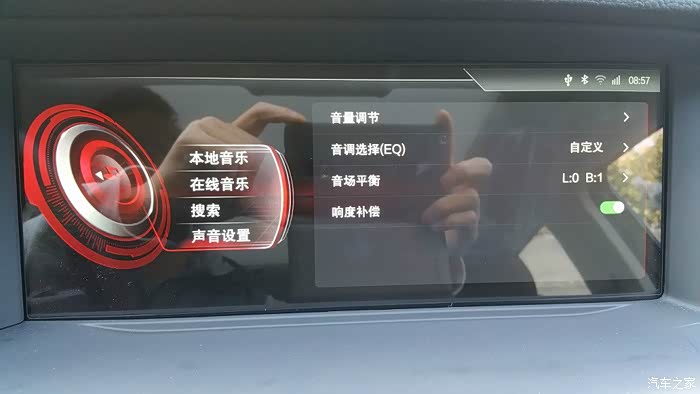 08:57
本地音乐
在线音乐
搜索
声音设置
音量调节
音调选择(EQ) 自定义
音场平衡 L:0 B:1
响度补偿
汽车之家